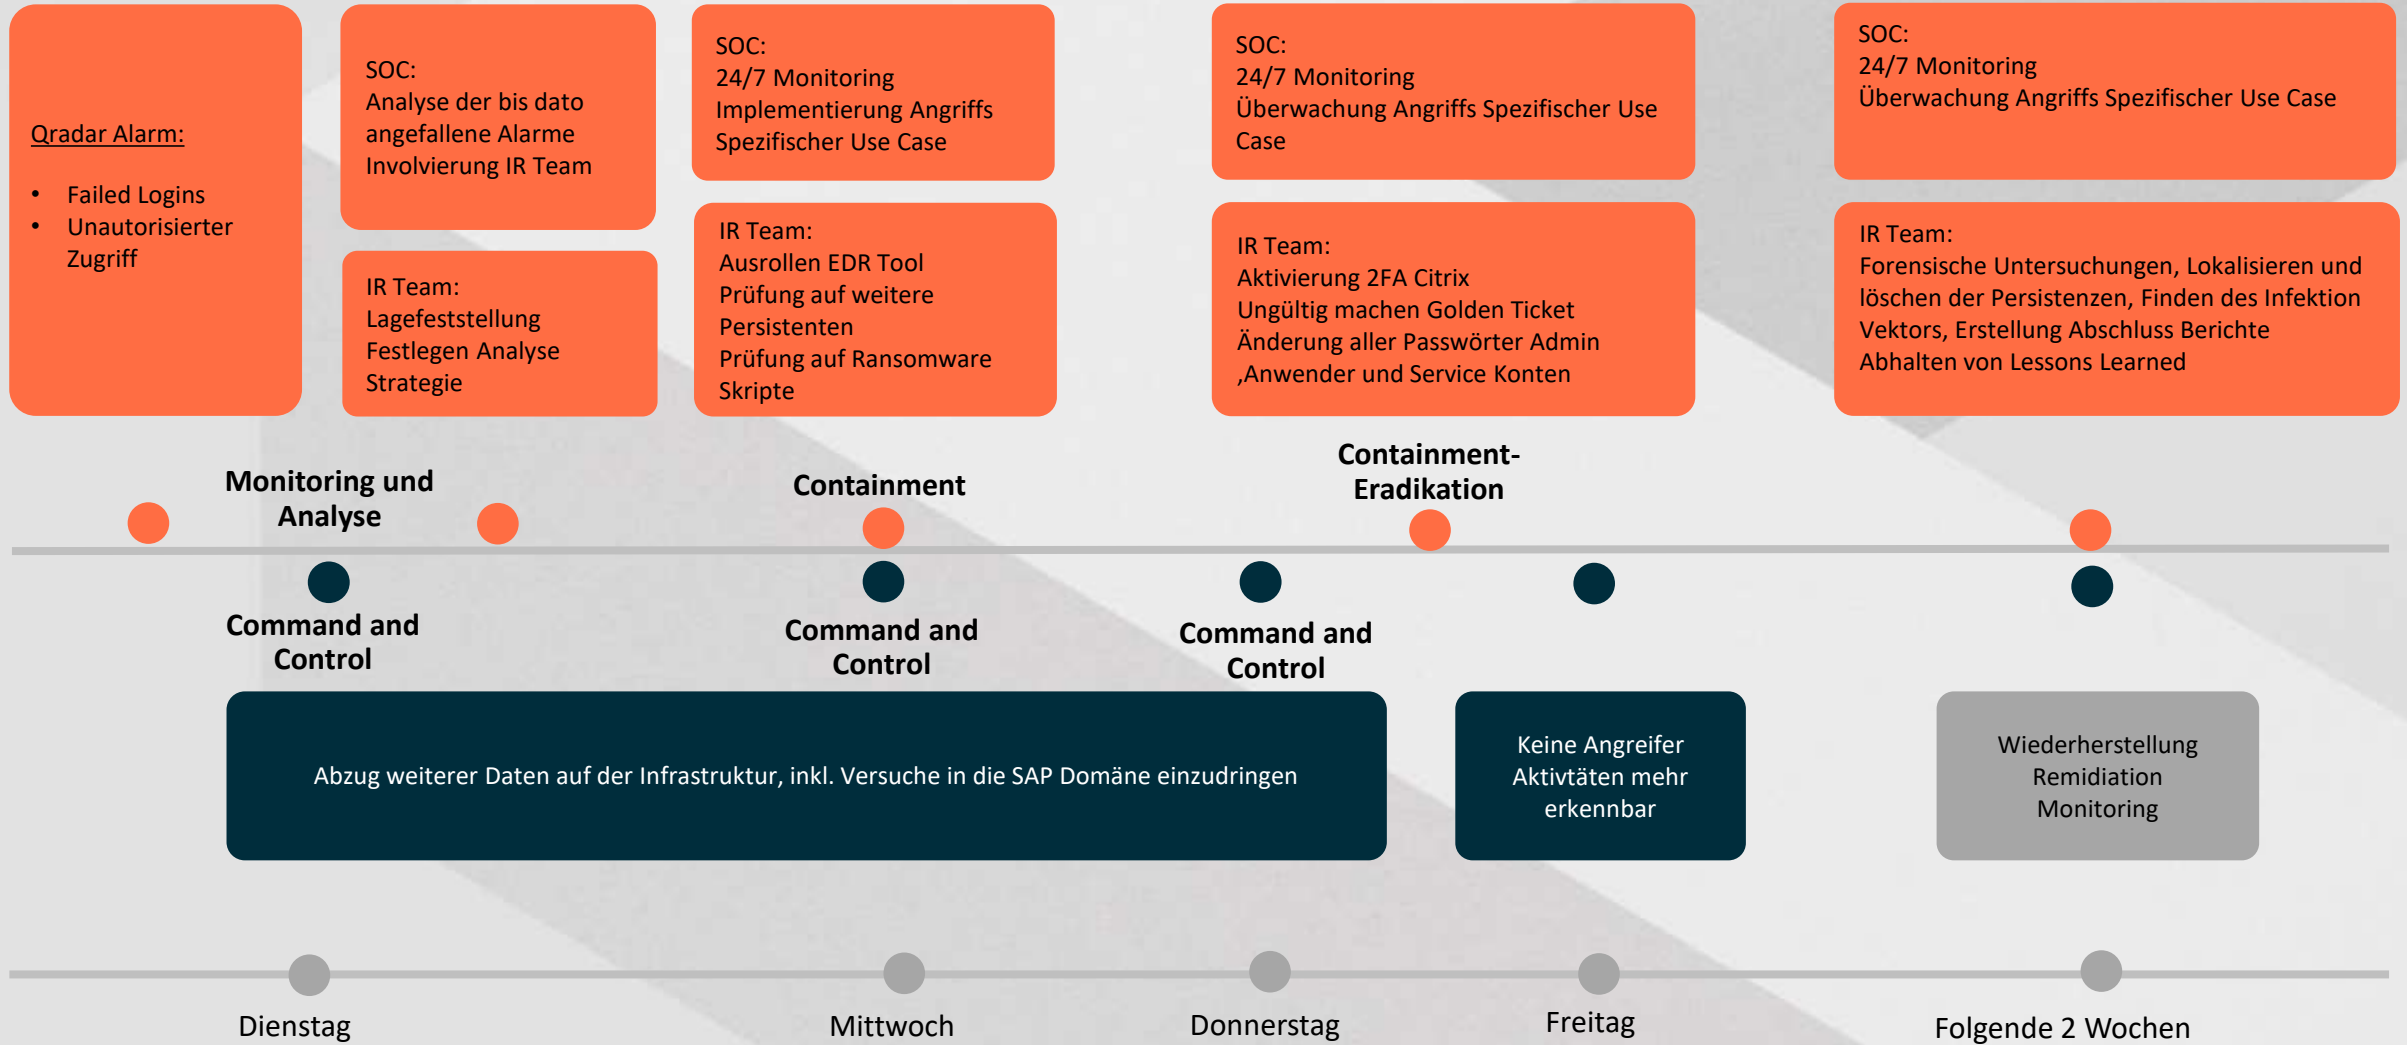 Qradar Alarm:
• Failed Logins
• Unautorisierter
Zugriff
SOC:
Analyse der bis dato
angefallene Alarme
Involvierung IR Team
IR Team:
Lagefeststellung
Festlegen Analyse
Strategie
SOC:
24/7 Monitoring
Implementierung Angriffs
Spezifischer Use Case
IR Team:
Ausrollen EDR Tool
Prüfung auf weitere
Persistenten
Prüfung auf Ransomware
Skripte
SOC:
24/7 Monitoring
Überwachung Angriffs Spezifischer Use
Case
IR Team:
Aktivierung 2FA Citrix
Ungültig machen Golden Ticket
Änderung aller Passwörter Admin
,Anwender und Service Konten
SOC:
24/7 Monitoring
Überwachung Angriffs Spezifischer Use Case
IR Team:
Forensische Untersuchungen, Lokalisieren und
löschen der Persistenzen, Finden des Infektion
Vektors, Erstellung Abschluss Berichte
Abhalten von Lessons Learned
Monitoring und
Analyse
Containment
Containment-
Eradikation
Command and
Control
Command and
Control
Command and
Control
Abzug weiterer Daten auf der Infrastruktur, inkl. Versuche in die SAP Domäne einzudringen
Keine Angreifer
Aktivtäten mehr
erkennbar
Wiederherstellung
Remidiation
Monitoring
Dienstag
Mittwoch
Donnerstag
Freitag
Folgende 2 Wochen